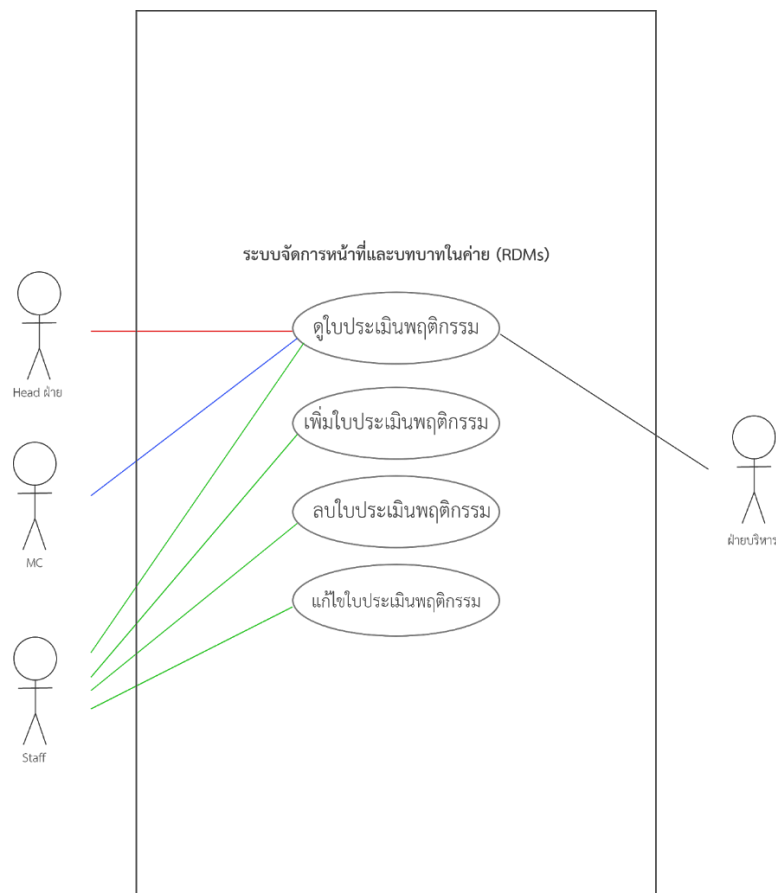 ระบบจัดการหน้าที่และบทบาทในค่าย (RDMs)
ดูใบประเมินพฤติกรรม
Head ฝ่าย
เพิ่มใบประเมินพฤติกรรม
MC
ลบใบประเมินพฤติกรรม
ฝ่ายบริหาร
แก้ไขใบประเมินพฤติกรรม
Staff